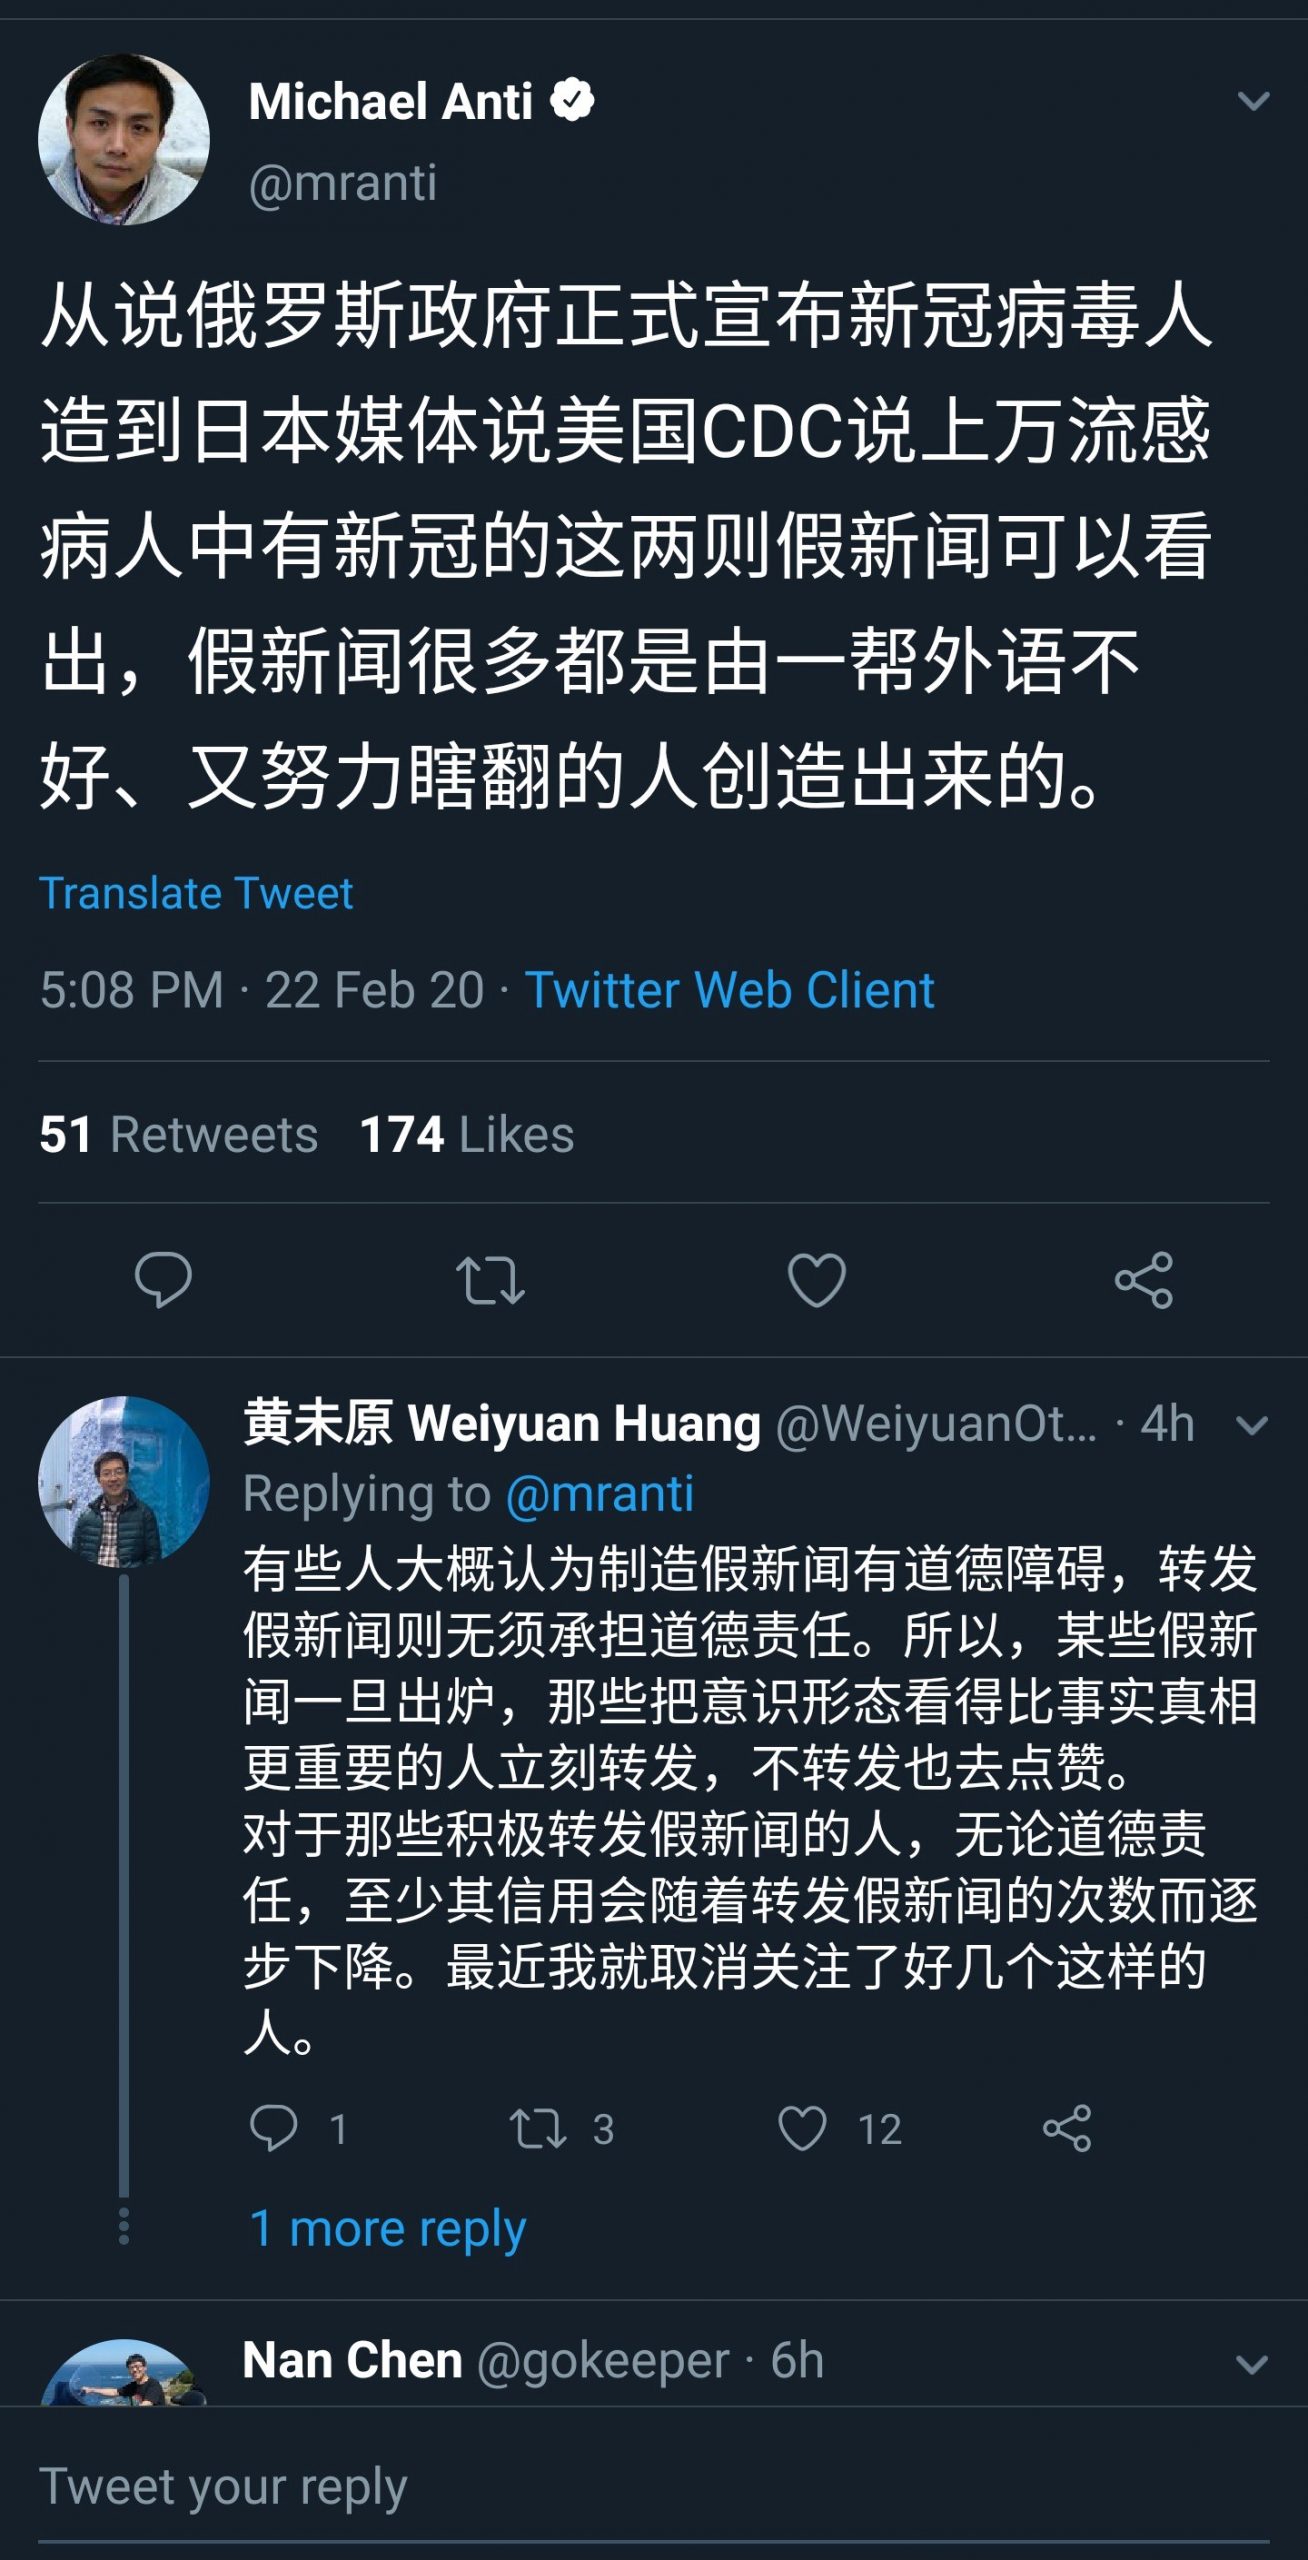 Michael Anti
@mranti
从说俄罗斯政府正式宣布新冠病毒人
造到日本媒体说美国CDC说上万流感
病人中有新冠的这两则假新闻可以看
出，假新闻很多都是由一帮外语不
好、又努力瞎翻的人创造出来的。
Translate Tweet
5:08 PM · 22 Feb 20 · Twitter Web Client
51 Retweets 174 Likes
黄未原 Weiyuan Huang @WeiyuanOt... · 4h
Replying to @mranti
有些人大概认为制造假新闻有道德障碍，转发
假新闻则无须承担道德责任。所以，某些假新
闻一旦出炉，那些把意识形态看得比事实真相
更重要的人立刻转发，不转发也去点赞。
对于那些积极转发假新闻的人，无论道德责
任，至少其信用会随着转发假新闻的次数而逐
步下降。最近我就取消关注了好几个这样的
人。
1 3 12
1 more reply
Nan Chen @gokeeper · 6h
Tweet your reply